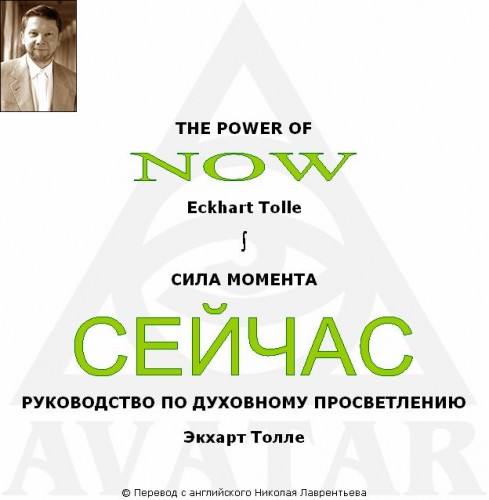 THE POWER OF
NOW
Eckhart Tolle
СИЛА МОМЕНТА
СЕЙЧАС
РУКОВОДСТВО ПО ДУХОВНОМУ ПРОСВЕТЛЕНИЮ
Экхарт Толле
AVATAR
© Перевод с английского Николая Лаврентьева